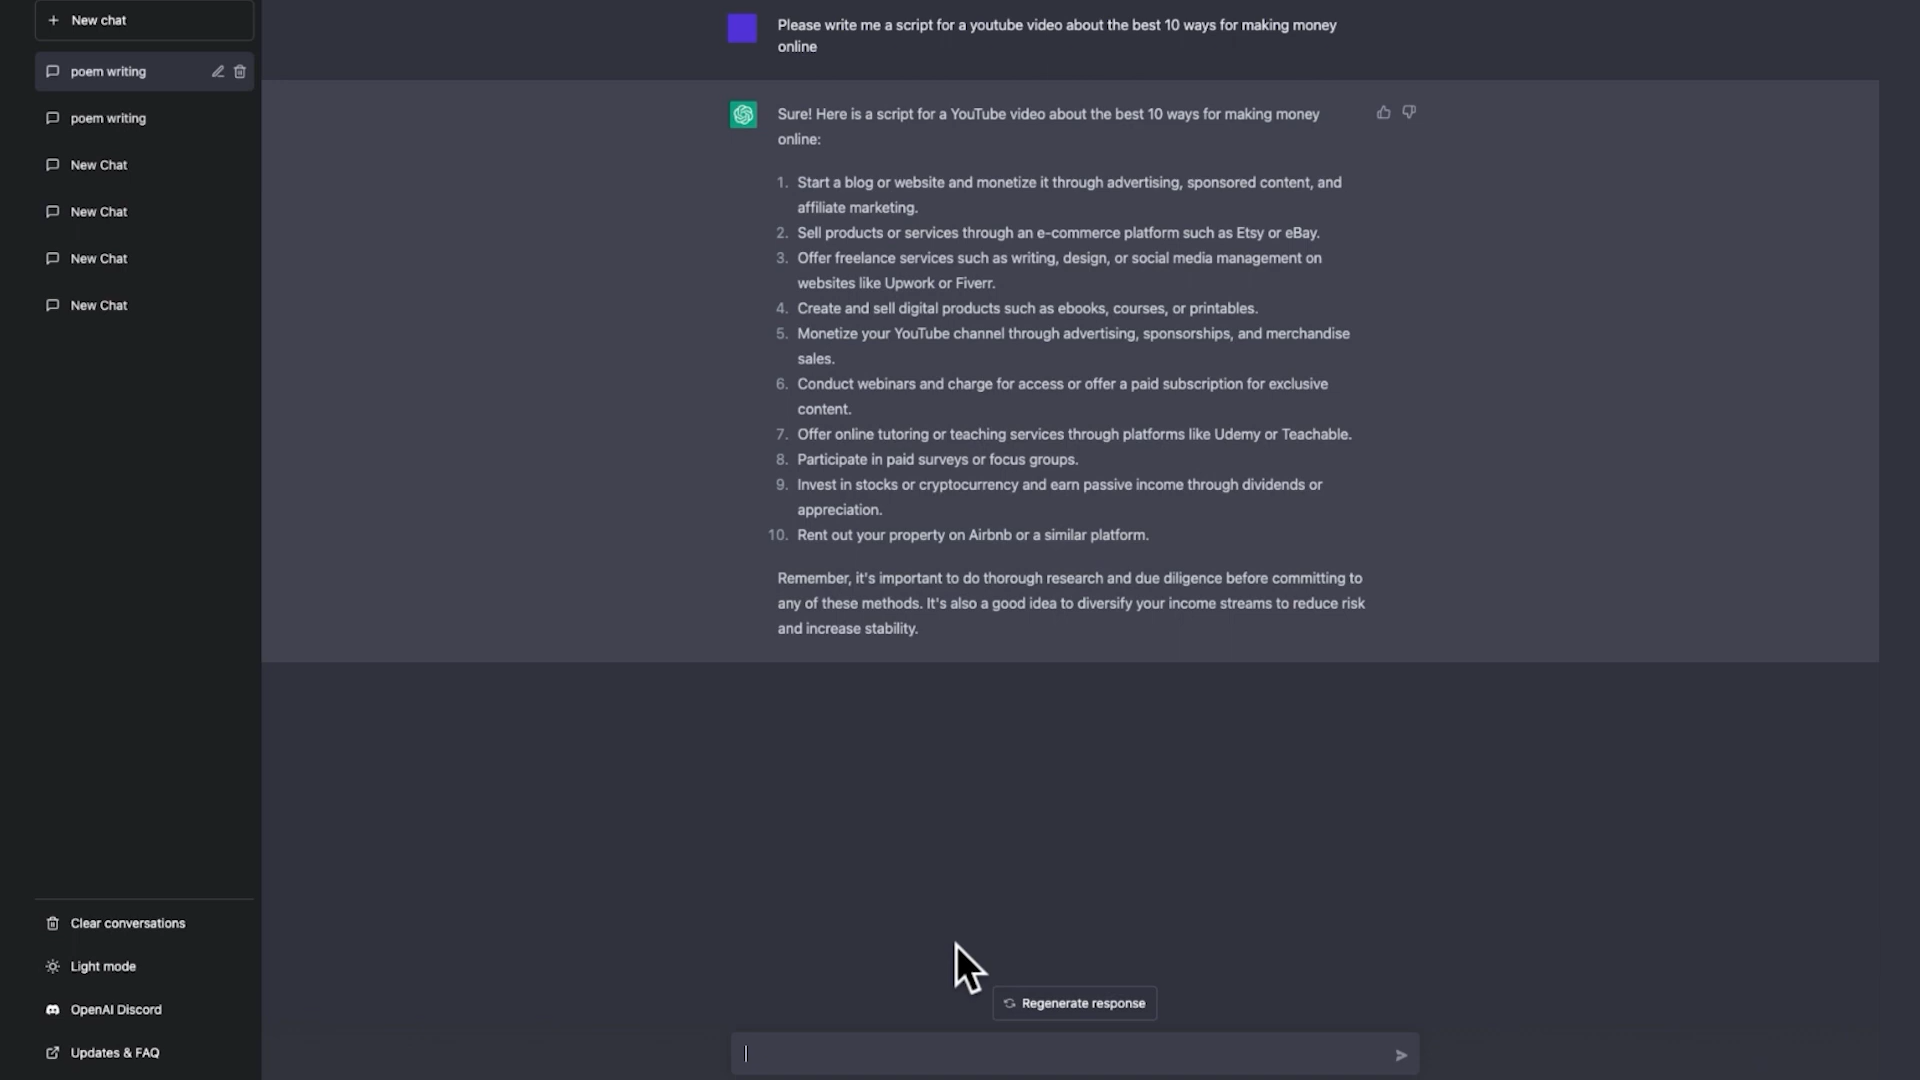 New chat
poem writing
poem writing
New Chat
New Chat
New Chat
New Chat
Clear conversations
Light mode
OpenAI Discord
Updates & FAQ
Please write me a script for a youtube video about the best 10 ways for making money
online
Sure! Here is a script for a YouTube video about the best 10 ways for making money
online:
1. Start a blog or website and monetize it through advertising, sponsored content, and
affiliate marketing.
2. Sell products or services through an e-commerce platform such as Etsy or eBay.
3. Offer freelance services such as writing, design, or social media management on
websites like Upwork or Fiverr.
4. Create and sell digital products such as ebooks, courses, or printables.
5. Monetize your YouTube channel through advertising, sponsorships, and merchandise
sales.
6. Conduct webinars and charge for access or offer a paid subscription for exclusive
content.
7. Offer online tutoring or teaching services through platforms like Udemy or Teachable.
8. Participate in paid surveys or focus groups.
9. Invest in stocks or cryptocurrency and earn passive income through dividends or
appreciation.
10. Rent out your property on Airbnb or a similar platform.
Remember, it's important to do thorough research and due diligence before committing to
any of these methods. It's also a good idea to diversify your income streams to reduce risk
and increase stability.
Regenerate response